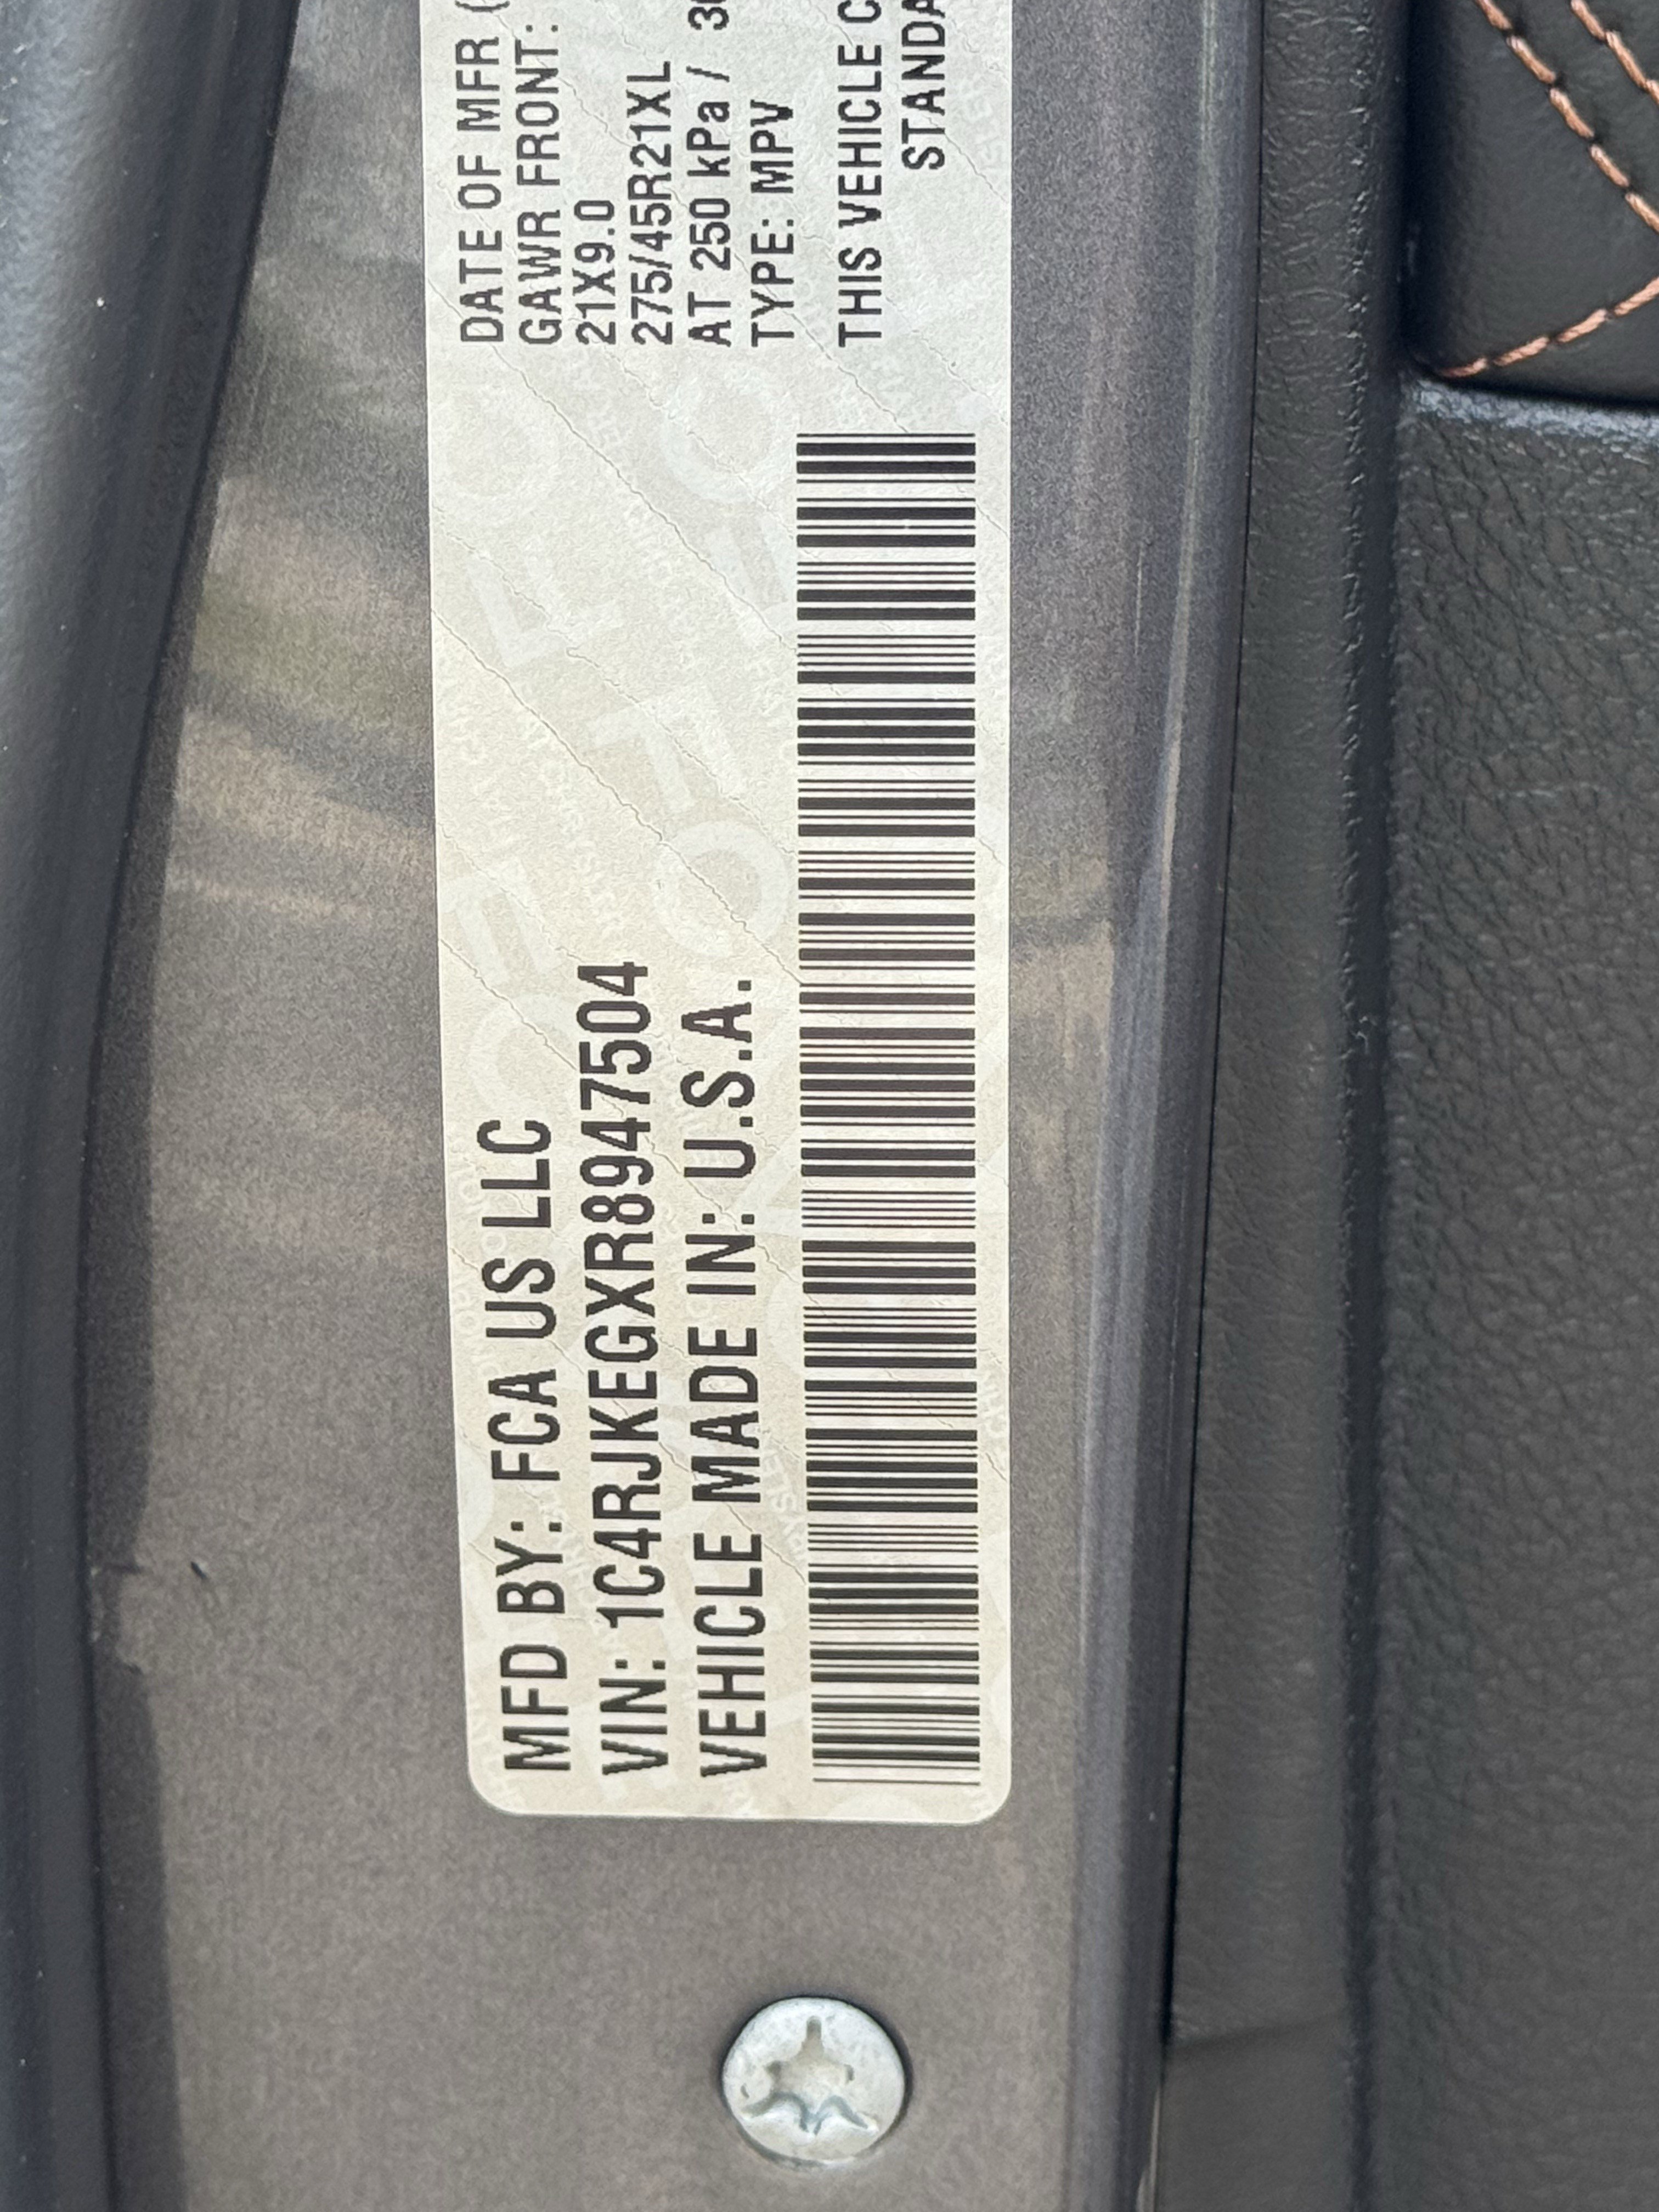 MFD BY: FCA US LLC
VIN: 1C4RJKEGXR8947504
VEHICLE MADE IN: U.S.A.
DATE OF MFR (
GAWR FRONT:
21X9.0
275/45R21XL
AT 250 kPa /
TYPE: MPV
THIS VEHICLE C
STANDA